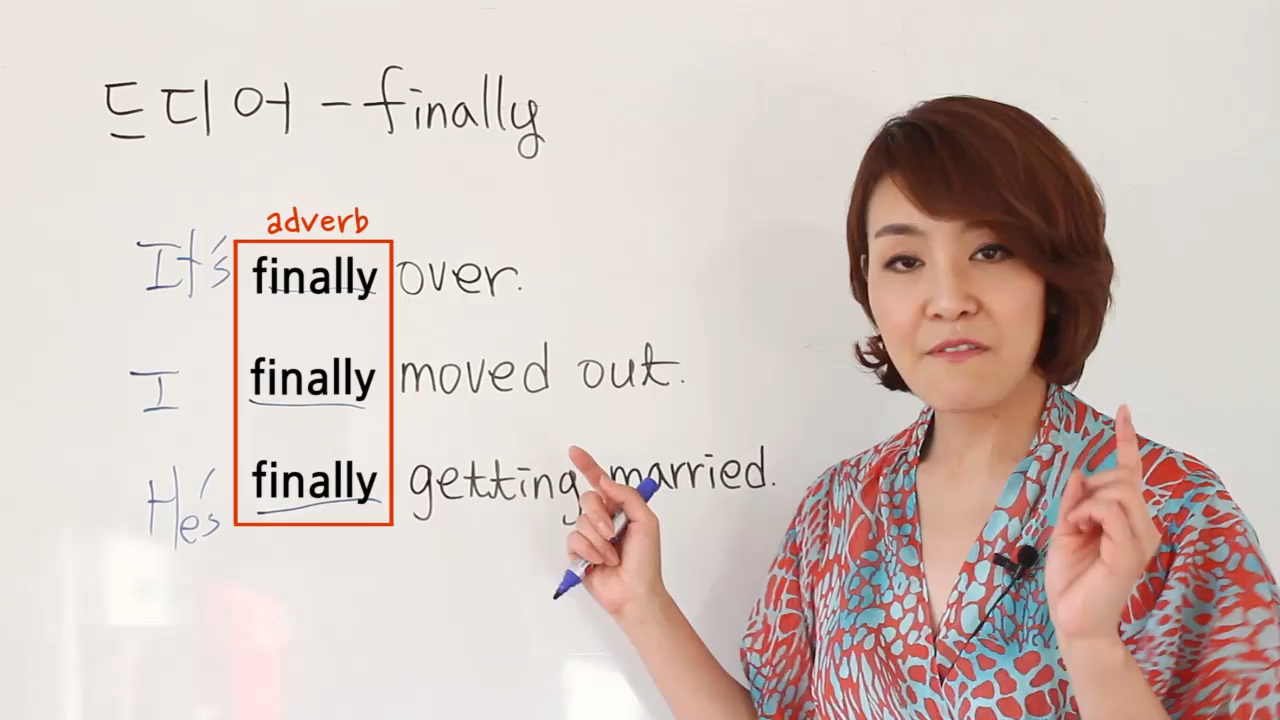 드디어 - finally
adverb
It's finally over.
I finally moved out.
He's finally getting married.